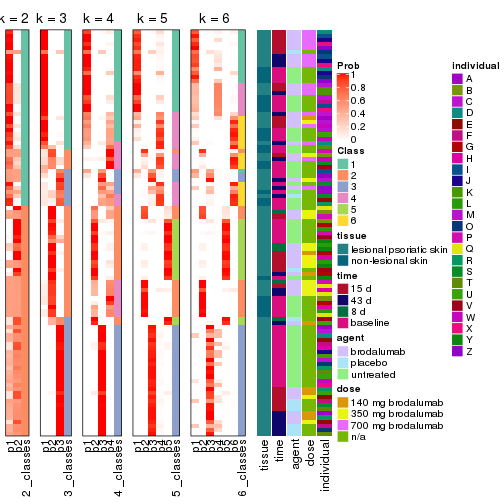 k = 2
k = 3
k = 4
k = 5
k = 6
p1
p2
2_classes
p1
p2
p3
3_classes
p1
p2
p3
p4
4_classes
p1
p2
p3
p4
p5
5_classes
p1
p2
p3
p4
p5
p6
6_classes
tissue
time
agent
dose
individual
Prob
1
0.8
0.6
0.4
0.2
0
Class
1
2
3
4
5
6
tissue
lesional psoriatic skin
non-lesional skin
time
15 d
43 d
8 d
baseline
agent
brodalumab
placebo
untreated
dose
140 mg brodalumab
350 mg brodalumab
700 mg brodalumab
n/a
individual
A
B
C
D
E
F
G
H
I
J
K
L
M
O
P
Q
R
S
T
U
V
W
X
Y
Z